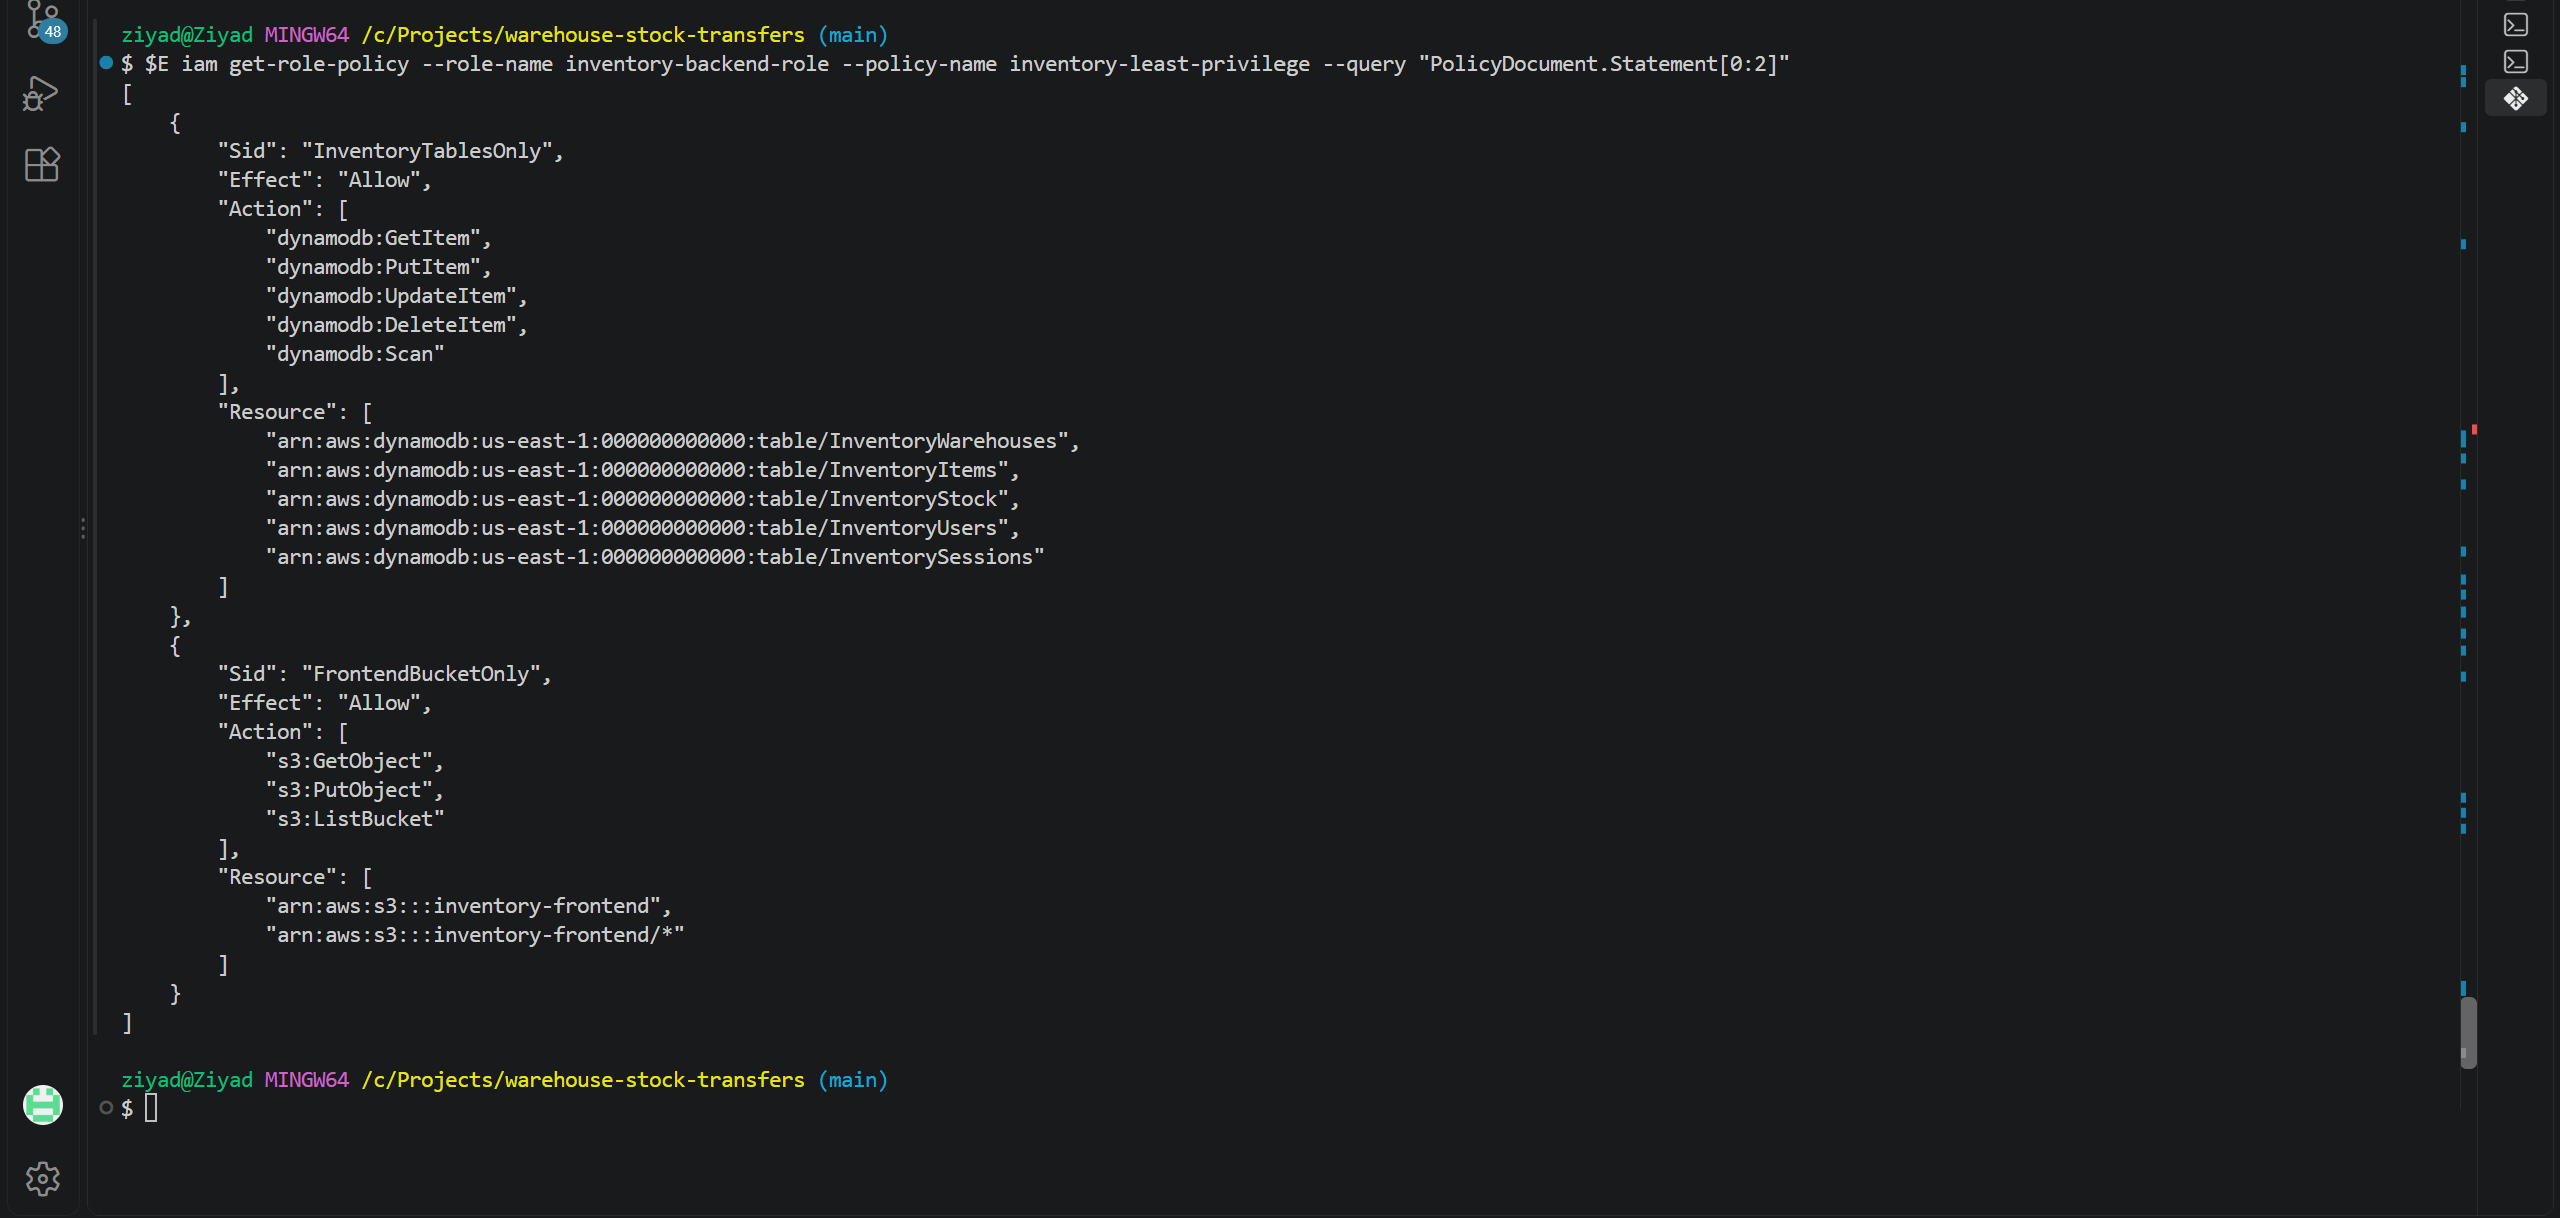 48
ziyad@Ziyad MINGW64 /c/Projects/warehouse-stock-transfers (main)
$ $E iam get-role-policy --role-name inventory-backend-role --policy-name inventory-least-privilege --query "PolicyDocument.Statement[0:2]"
[
    {
        "Sid": "InventoryTablesOnly",
        "Effect": "Allow",
        "Action": [
            "dynamodb:GetItem",
            "dynamodb:PutItem",
            "dynamodb:UpdateItem",
            "dynamodb:DeleteItem",
            "dynamodb:Scan"
        ],
        "Resource": [
            "arn:aws:dynamodb:us-east-1:000000000000:table/InventoryWarehouses",
            "arn:aws:dynamodb:us-east-1:000000000000:table/InventoryItems",
            "arn:aws:dynamodb:us-east-1:000000000000:table/InventoryStock",
            "arn:aws:dynamodb:us-east-1:000000000000:table/InventoryUsers",
            "arn:aws:dynamodb:us-east-1:000000000000:table/InventorySessions"
        ]
    },
    {
        "Sid": "FrontendBucketOnly",
        "Effect": "Allow",
        "Action": [
            "s3:GetObject",
            "s3:PutObject",
            "s3:ListBucket"
        ],
        "Resource": [
            "arn:aws:s3:::inventory-frontend",
            "arn:aws:s3:::inventory-frontend/*"
        ]
    }
]
ziyad@Ziyad MINGW64 /c/Projects/warehouse-stock-transfers (main)
$